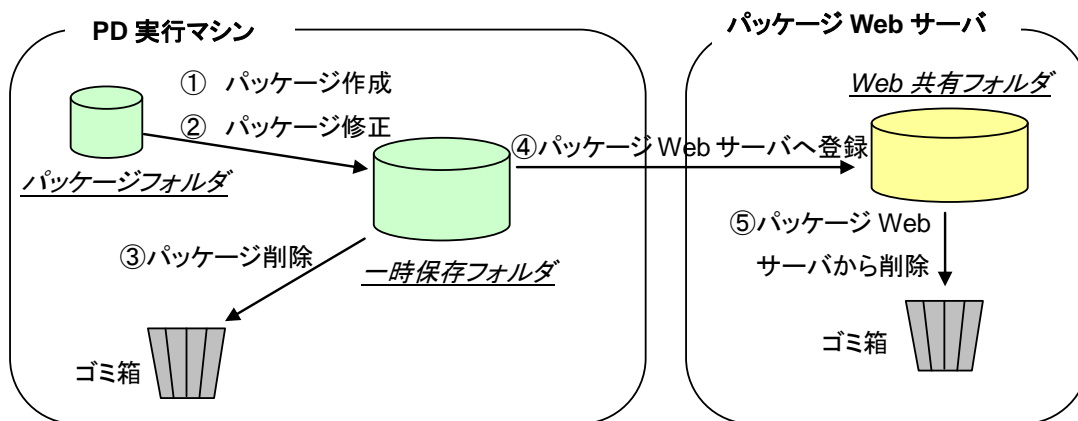 PD 実行マシン
パッケージ Web サーバ
① パッケージ作成
② パッケージ修正
パッケージフォルダ
Web 共有フォルダ
④パッケージ Web サーバへ登録
③パッケージ削除
一時保存フォルダ
⑤パッケージ Web
サーバから削除
ゴミ箱
ゴミ箱